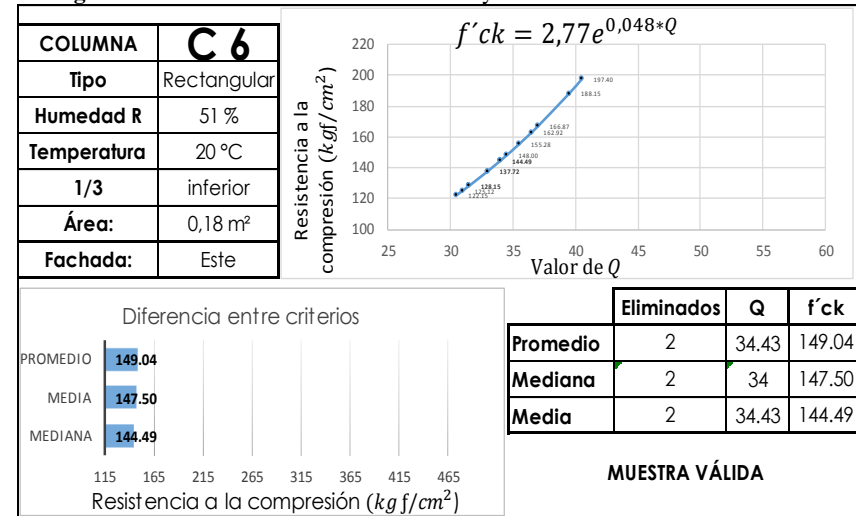 COLUMNA C 6
Tipo Rectangular
Humedad R 51 %
Temperatura 20 °C
1/3 inferior
Área: 0,18 m²
Fachada: Este
f´ck = 2,77e^{0,048*Q}
Resistencia a la
compresión (kgf/cm²)
220
200
180
160
140
120
100
197.40
188.15
166.87
162.92
155.28
148.00
144.49
137.72
128.15
125.12
122.15
25 30 35 40 45 50 55 60
Valor de Q
Diferencia entre criterios
PROMEDIO 149.04
MEDIA 147.50
MEDIANA 144.49
115 165 215 265 315 365 415 465
Resistencia a la compresión (kgf/cm²)
Eliminados Q f´ck
Promedio 2 34.43 149.04
Mediana 2 34 147.50
Media 2 34.43 144.49
MUESTRA VÁLIDA